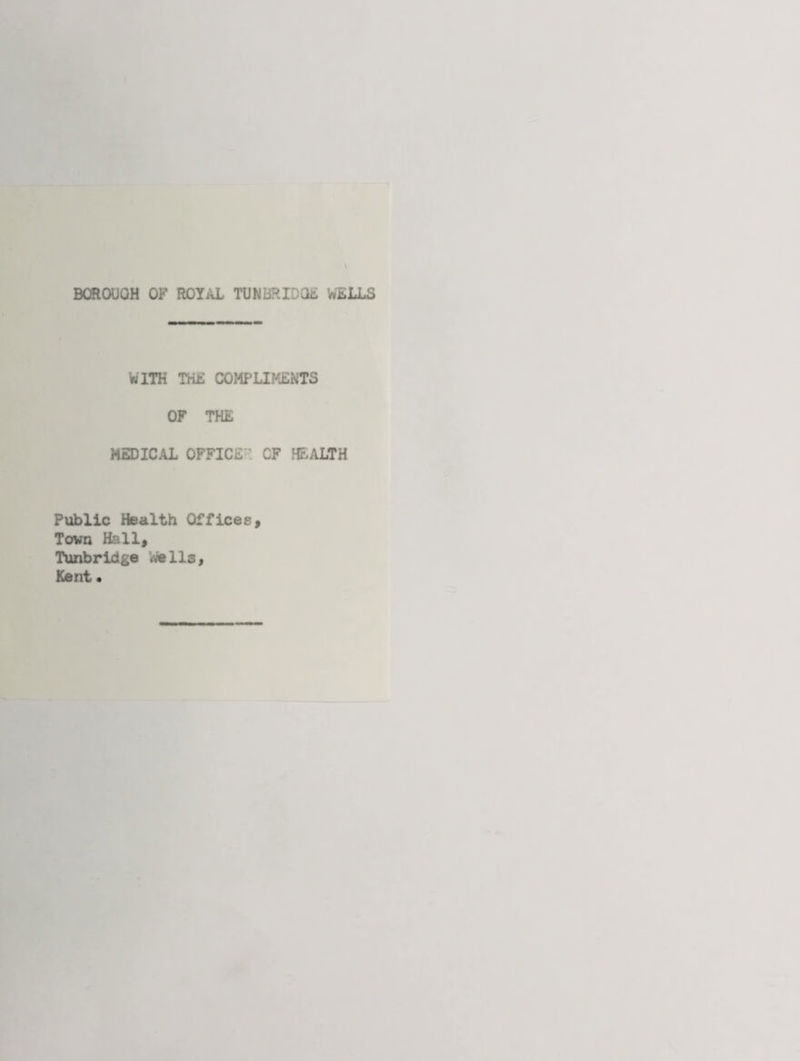 BOROUGH OF ROYAL TUNBRIDGE WELLS
WITH THE COMPLIMENTS
OF THE
MEDICAL OFFICER OF HEALTH
Public Health Offices,
Town Hall,
Tunbridge Wells,
Kent.